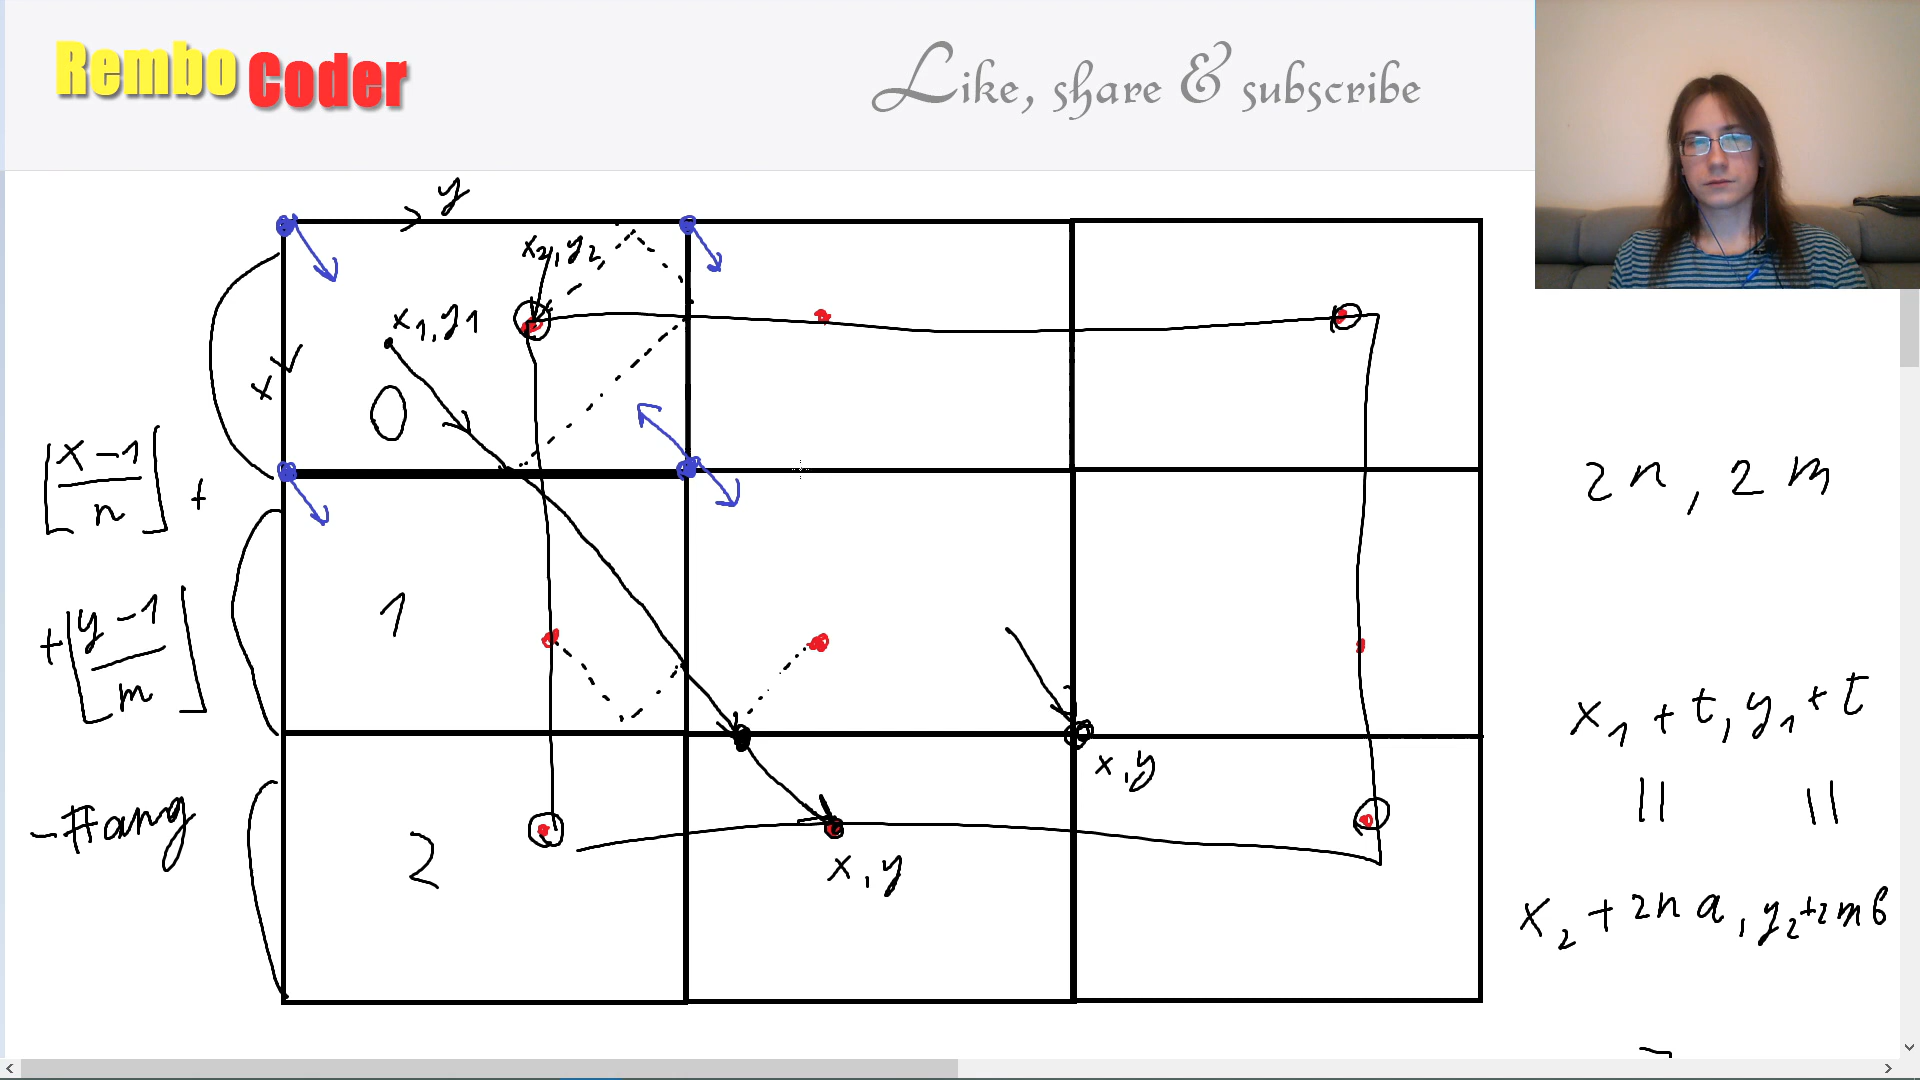 Rembo Coder
Like, share & subscribe
y
x₂, y₂,
x₁, y₁
x
0
⌊(x-1)/n⌋ +
2n, 2m
1
+⌊(y-1)/m⌋
x₁ + t, y₁ + t
x, y
|| ||
-#ang
2
x, y
x₂ + 2na, y₂+2mb